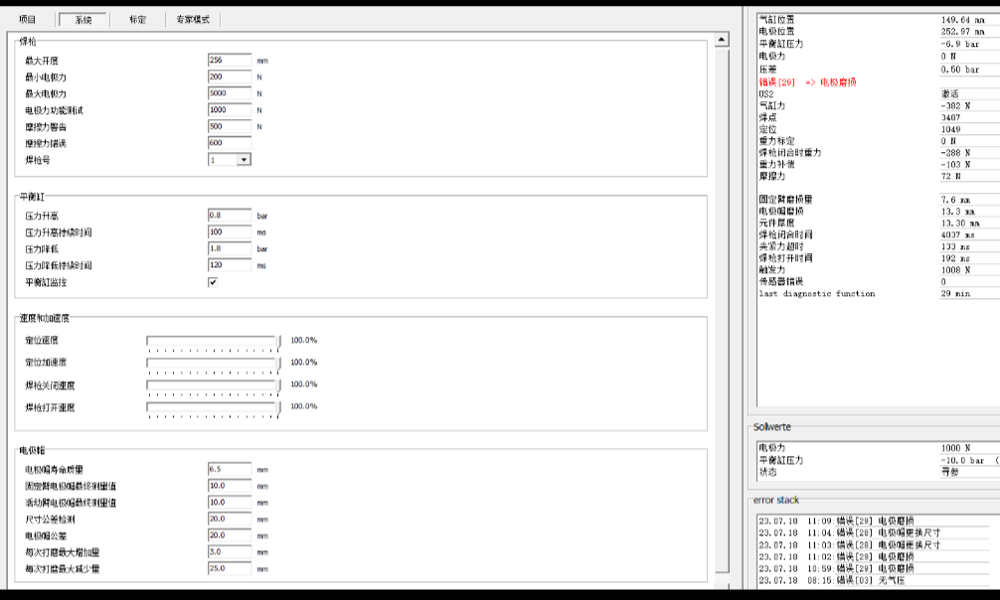 项目 系统 标定 专家模式
焊枪
最大开度 256 mm
最小电极力 200 N
最大电极力 5000 N
电极力功能测试 1000 N
摩擦力警告 500 N
摩擦力错误 600
焊枪号 1
平衡缸
压力升高 0.8 bar
压力升高持续时间 100 ms
压力降低 1.8 bar
压力降低持续时间 120 ms
平衡缸监控
速度和加速度
定位速度 100.0%
定位加速度 100.0%
焊枪关闭速度 100.0%
焊枪打开速度 100.0%
电极帽
电极帽寿命质量 6.5 mm
固定臂电极帽最终测量值 10.0 mm
活动臂电极帽最终测量值 10.0 mm
尺寸公差检测 20.0 mm
电极帽公差 20.0 mm
每次打磨最大增加量 3.0 mm
每次打磨最大减少量 25.0 mm
气缸位置 149.64 mm
电极位置 252.97 mm
平衡缸压力 -6.9 bar
电极力 0 N
压差 0.50 bar
错误[29] => 电极磨损
US2 激活
气缸力 -382 N
焊点 3487
定位 1049
重力标定 0 N
焊枪闭合时重力 -288 N
重力补偿 -103 N
摩擦力 72 N
固定臂磨损量 7.6 mm
电极帽磨损 13.3 mm
元件厚度 13.30 mm
焊枪闭合时间 4037 ms
夹紧力超时 133 ms
焊枪打开时间 192 ms
触发力 1008 N
传感器错误 0
last diagnostic function 29 min
Solwerte
电极力 1000 N
平衡缸压力 -10.0 bar (
状态 寻参
error stack
23.07.18 11:09:错误[29] 电极磨损
23.07.18 11:04:错误[28] 电极帽更换尺寸
23.07.18 11:03:错误[28] 电极帽更换尺寸
23.07.18 11:02:错误[29] 电极磨损
23.07.18 10:59:错误[29] 电极磨损
23.07.18 08:15:错误[03] 无气压